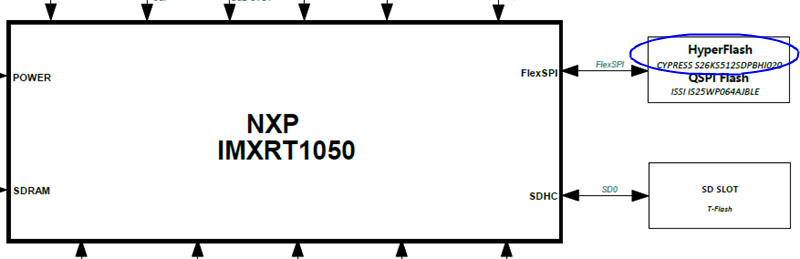 POWER
SDRAM
NXP
IMXRT1050
FlexSPI
SDHC
FlexSPI
SD0
HyperFlash
CYPRESS S26KS512SDPBHI020
QSPI Flash
ISSI IS25WP064AJBLE
SD SLOT
T-Flash